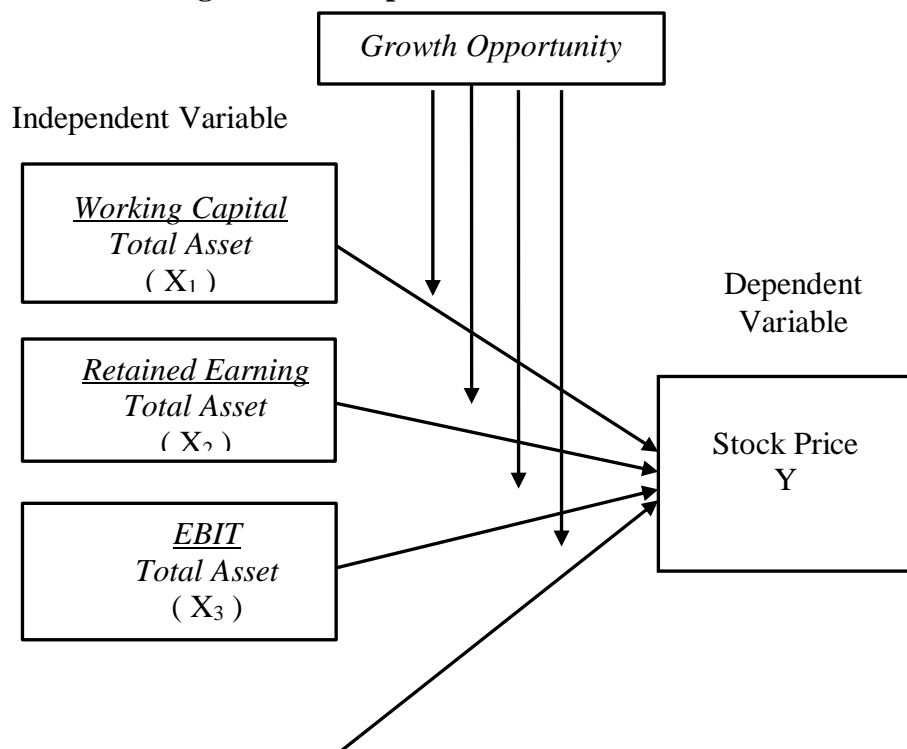 Growth Opportunity
Independent Variable
Working Capital
Total Asset
( X₁ )
Dependent
Variable
Retained Earning
Total Asset
( X₂ )
Stock Price
Y
EBIT
Total Asset
( X₃ )